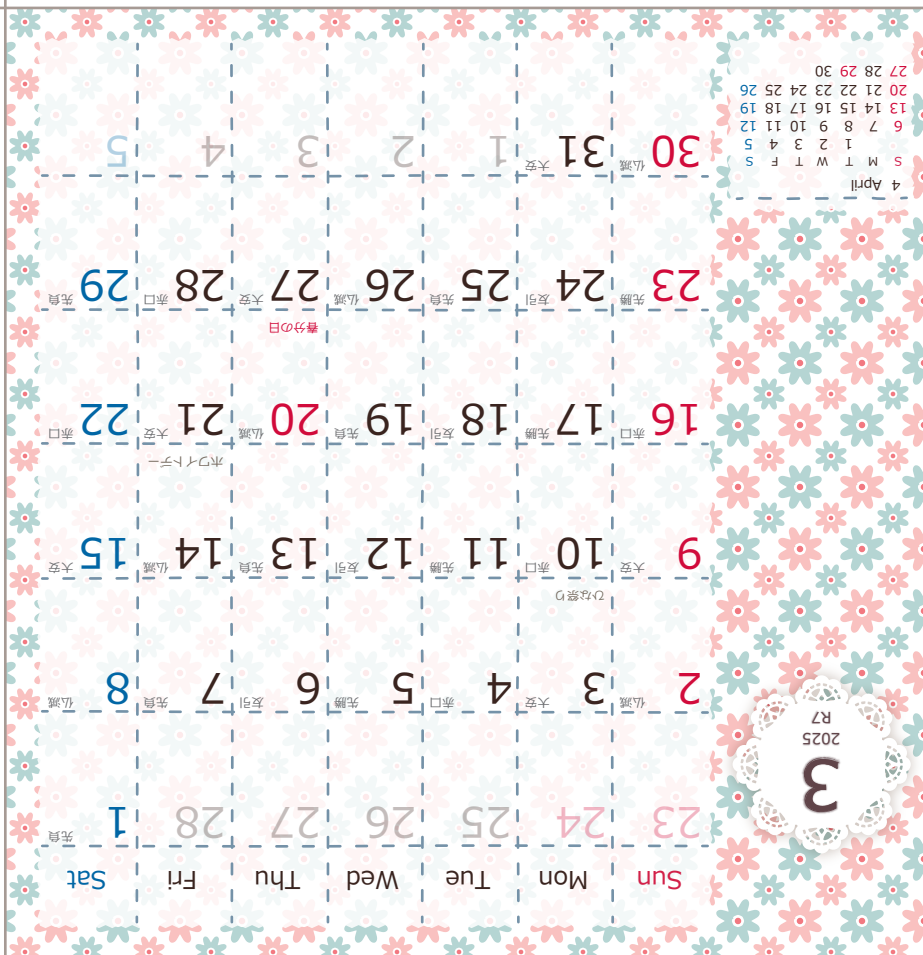 3
2025
R7
Sun Mon Tue Wed Thu Fri Sat
23 24 25 26 27 28 1 先負
2 仏滅 3 大安 4 赤口 5 先勝 6 友引 7 先負 8 仏滅
ひな祭り
9 大安 10 赤口 11 先勝 12 友引 13 先負 14 仏滅 15 大安
ホワイトデー
16 赤口 17 先勝 18 友引 19 先負 20 仏滅 21 大安 22 赤口
春分の日
23 先勝 24 友引 25 先負 26 仏滅 27 大安 28 赤口 29 先負
30 仏滅 31 大安 1 2 3 4 5
4 April
S M T W T F S
1 2 3 4 5
6 7 8 9 10 11 12
13 14 15 16 17 18 19
20 21 22 23 24 25 26
27 28 29 30